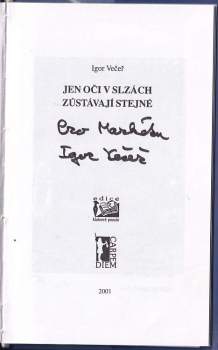 Igor Večeř
JEN OČI V SLZÁCH
ZŮSTÁVAJÍ STEJNÉ
Pro Markétu
Igor Večeř
edice
CARPE
DIEM
2001